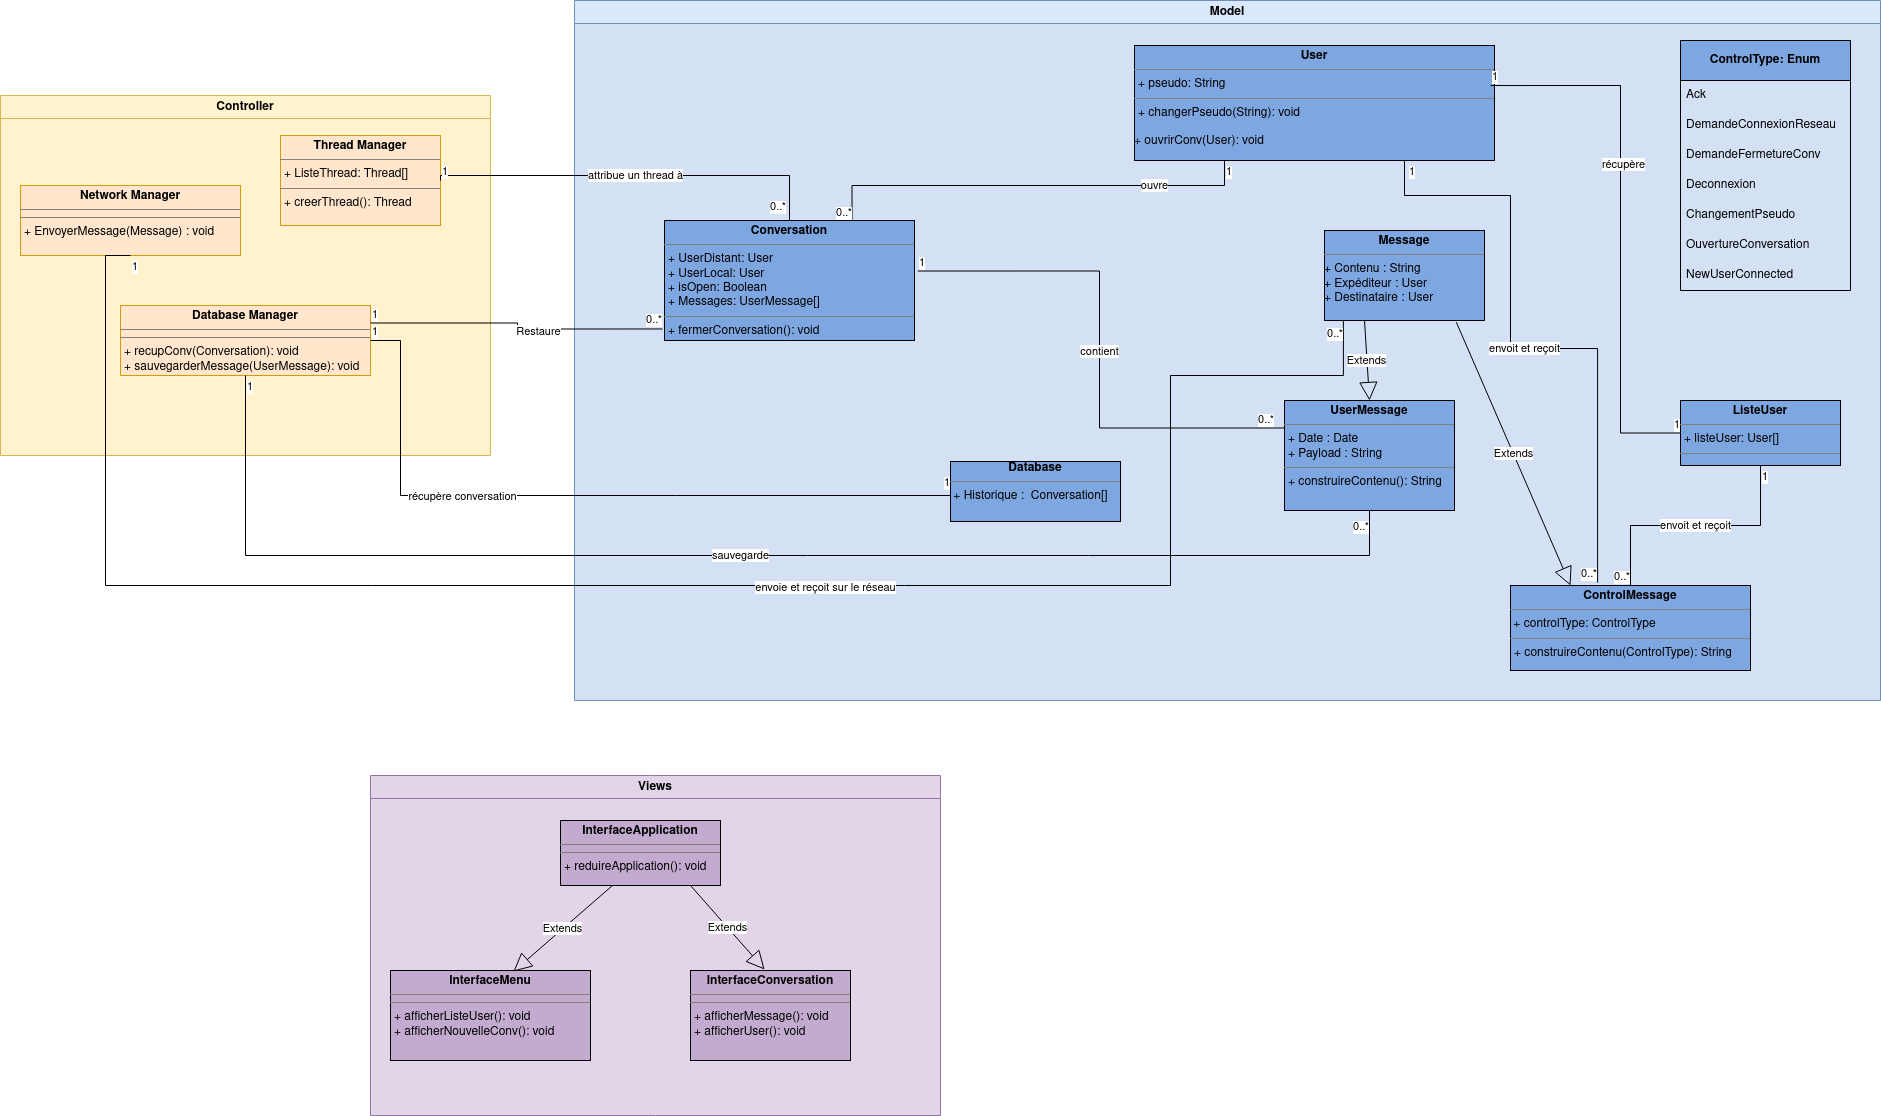 Model
User
+ pseudo: String
+ changerPseudo(String): void
+ ouvrirConv(User): void
1
1
1
récupère
ControlType: Enum
Ack
DemandeConnexionReseau
DemandeFermetureConv
Deconnexion
ChangementPseudo
OuvertureConversation
NewUserConnected
Controller
Thread Manager
+ ListeThread: Thread[]
+ creerThread(): Thread
1
attribue un thread à
0..*
ouvre
0..*
Network Manager
+ EnvoyerMessage(Message) : void
1
Database Manager
+ recupConv(Conversation): void
+ sauvegarderMessage(UserMessage): void
1
1
1
Restaure
0..*
Conversation
+ UserDistant: User
+ UserLocal: User
+ isOpen: Boolean
+ Messages: UserMessage[]
+ fermerConversation(): void
1
contient
0..*
Message
+ Contenu : String
+ Expéditeur : User
+ Destinataire : User
0..*
Extends
envoit et reçoit
UserMessage
+ Date : Date
+ Payload : String
+ construireContenu(): String
0..*
Extends
ListeUser
+ listeUser: User[]
1
1
envoit et reçoit
0..*
0..*
Database
+ Historique :  Conversation[]
1
récupère conversation
sauvegarde
envoie et reçoit sur le réseau
ControlMessage
+ controlType: ControlType
+ construireContenu(ControlType): String
Views
InterfaceApplication
+ reduireApplication(): void
Extends
Extends
InterfaceMenu
+ afficherListeUser(): void
+ afficherNouvelleConv(): void
InterfaceConversation
+ afficherMessage(): void
+ afficherUser(): void